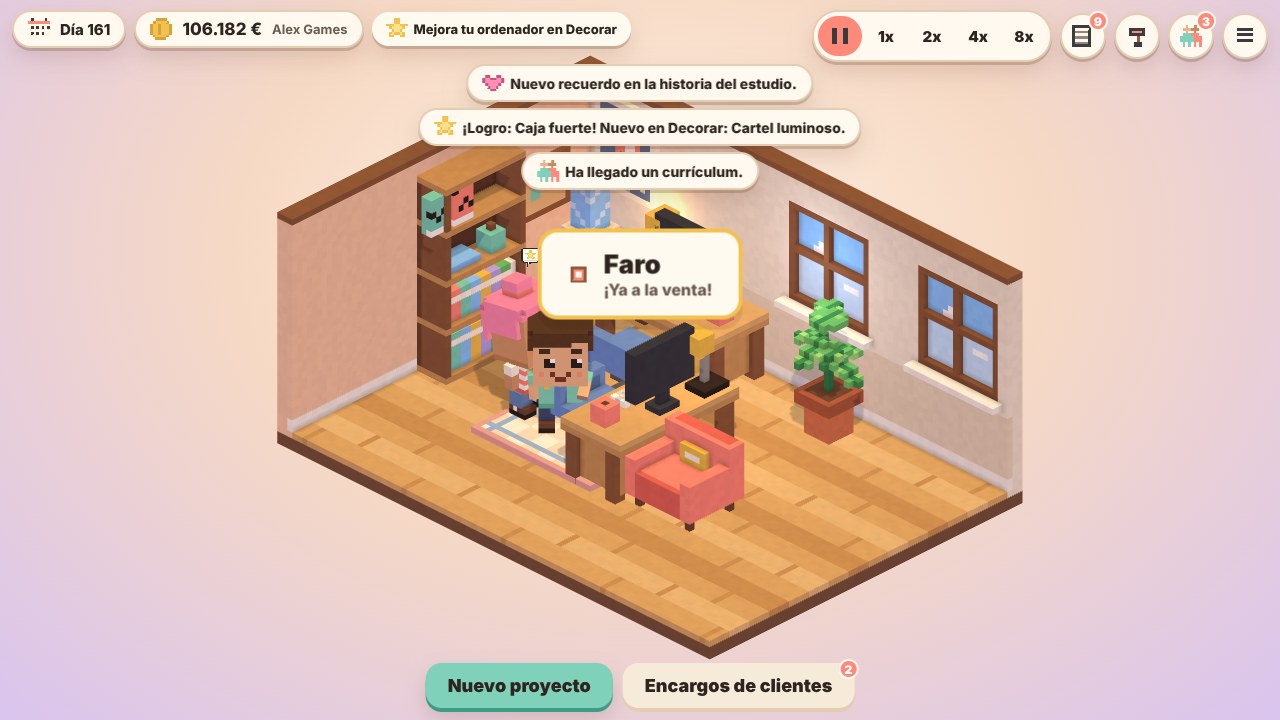 Día 161
106.182 €
Alex Games
Mejora tu ordenador en Decorar
1x
2x
4x
8x
9
3
Nuevo recuerdo en la historia del estudio.
¡Logro: Caja fuerte! Nuevo en Decorar: Cartel luminoso.
Ha llegado un currículum.
Faro
¡Ya a la venta!
Nuevo proyecto
Encargos de clientes
2